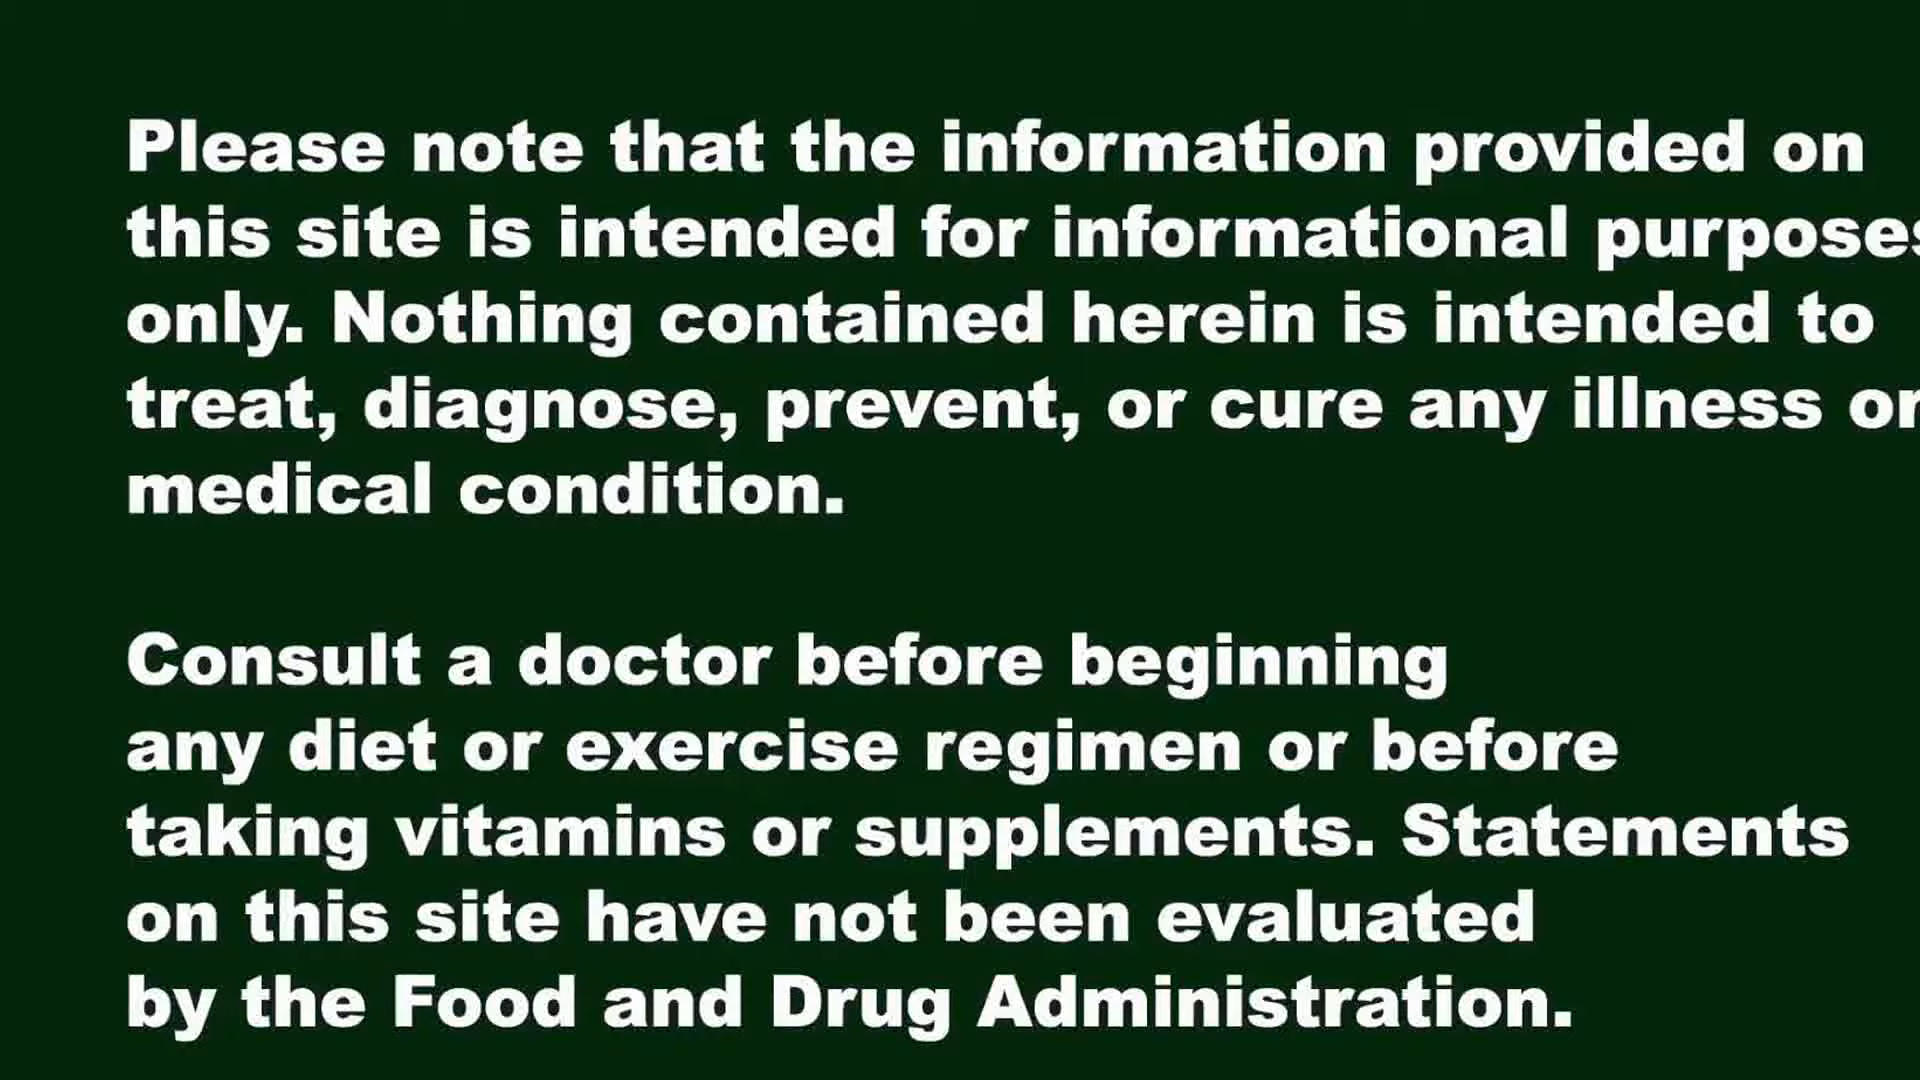 Please note that the information provided on
this site is intended for informational purposes
only. Nothing contained herein is intended to
treat, diagnose, prevent, or cure any illness or
medical condition.
Consult a doctor before beginning
any diet or exercise regimen or before
taking vitamins or supplements. Statements
on this site have not been evaluated
by the Food and Drug Administration.